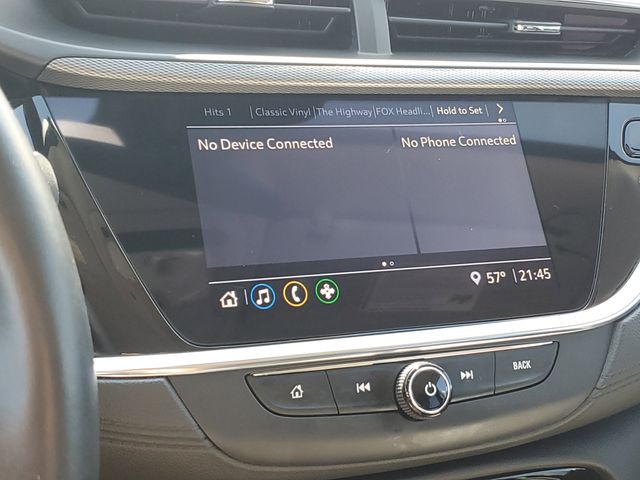 Hits 1 | Classic Vinyl | The Highway | FOX Headli... Hold to Set
No Device Connected No Phone Connected
57° 21:45
BACK